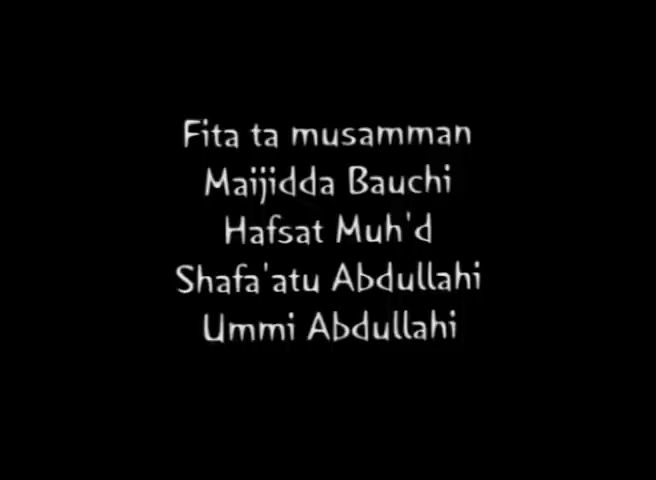 Fita ta musamman
Maijidda Bauchi
Hafsat Muh'd
Shafa'atu Abdullahi
Ummi Abdullahi